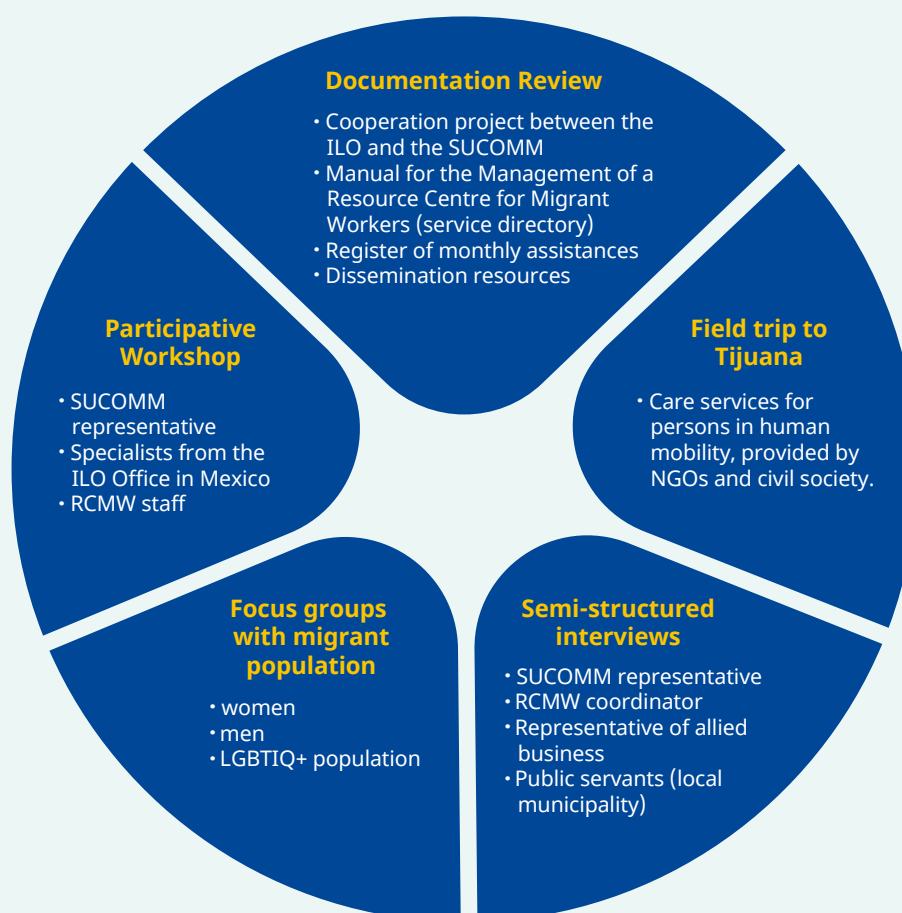 Documentation Review
· Cooperation project between the
ILO and the SUCOMM
· Manual for the Management of a
Resource Centre for Migrant
Workers (service directory)
· Register of monthly assistances
· Dissemination resources
Field trip to
Tijuana
· Care services for
persons in human
mobility, provided by
NGOs and civil society.
Semi-structured
interviews
· SUCOMM representative
· RCMW coordinator
· Representative of allied
business
· Public servants (local
municipality)
Focus groups
with migrant
population
· women
· men
· LGBTIQ+ population
Participative
Workshop
· SUCOMM
representative
· Specialists from the
ILO Office in Mexico
· RCMW staff